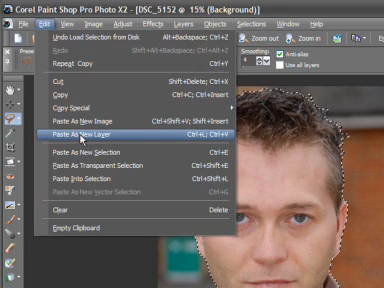 Corel Paint Shop Pro Photo X2 - [DSC_5152 @ 15% (Background)]
File Edit View Image Adjust Effects Layers Objects Selections Window Help
Undo Load Selection from Disk Alt+Backspace; Ctrl+Z
Zoom out Zoom in
Redo Shift+Alt+Backspace; Ctrl+Alt+Z
Smoothing:
Repeat Copy Ctrl+Y
4 Anti-alias
Use all layers
Cut Shift+Delete; Ctrl+X
Copy Ctrl+C; Ctrl+Insert
Copy Special
Paste As New Image Ctrl+Shift+V; Shift+Insert
Paste As New Layer Ctrl+L; Ctrl+V
Paste As New Selection Ctrl+E
Paste As Transparent Selection Ctrl+Shift+E
Paste Into Selection Ctrl+Shift+L
Paste As New Vector Selection Ctrl+G
Clear Delete
Empty Clipboard